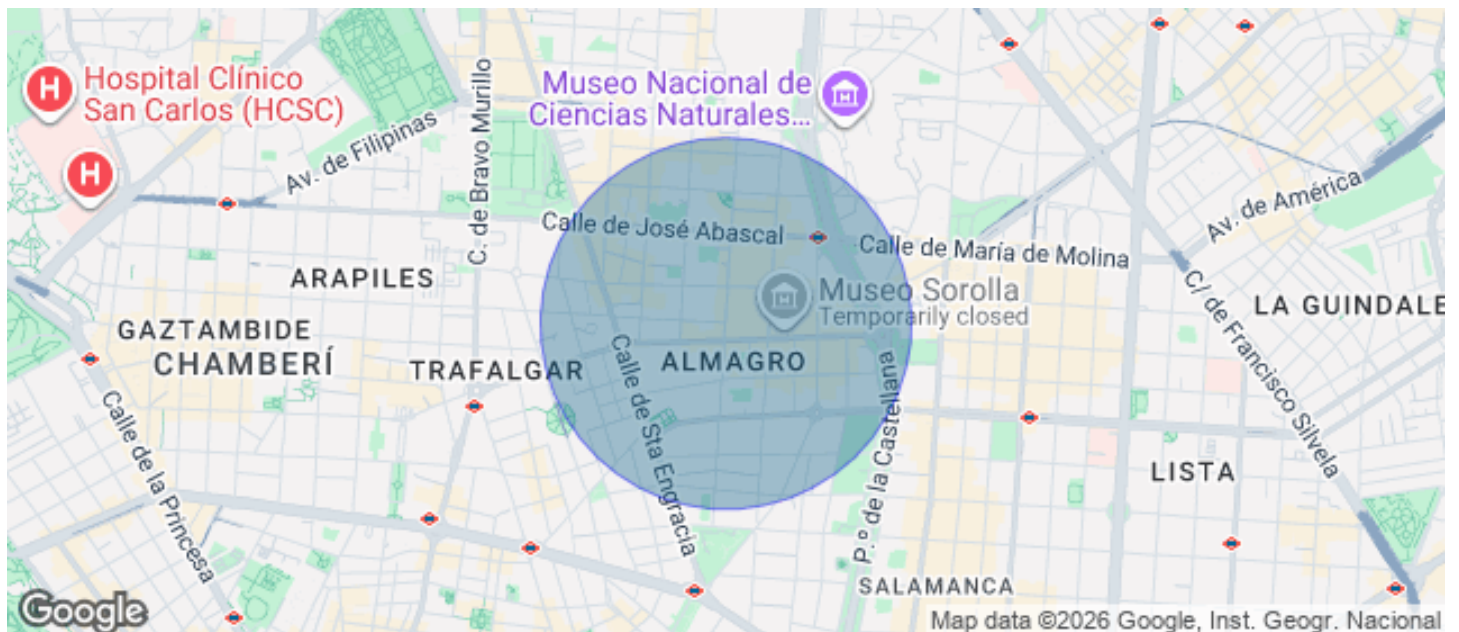 Hospital Clínico
San Carlos (HCSC)
H
H
Museo Nacional de
Ciencias Naturales...
Av. de Filipinas
C. de Bravo Murillo
Calle de José Abascal
Calle de María de Molina
Av. de América
ARAPILES
Museo Sorolla
Temporarily closed
C/ de Francisco Silvela
LA GUINDALE
GAZTAMBIDE
CHAMBERÍ
TRAFALGAR
ALMAGRO
Calle de la Princesa
Calle de Sta Engracia
P.º de la Castellana
LISTA
SALAMANCA
Google
Map data ©2026 Google, Inst. Geogr. Nacional